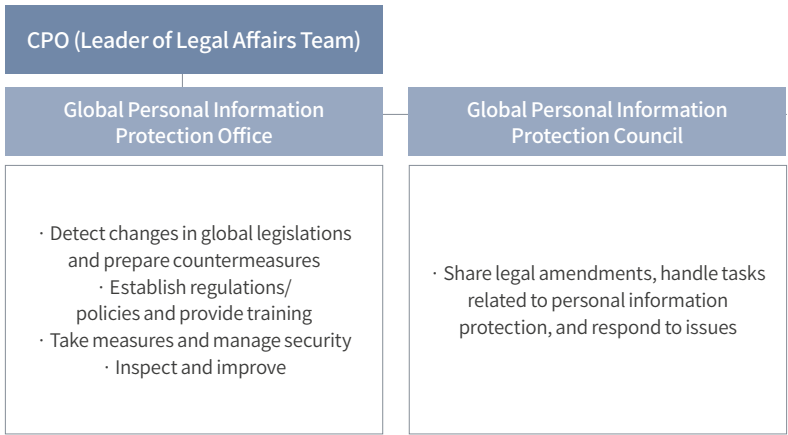 CPO (Leader of Legal Affairs Team)
Global Personal Information
Protection Office
Global Personal Information
Protection Council
· Detect changes in global legislations
and prepare countermeasures
· Establish regulations/
policies and provide training
· Take measures and manage security
· Inspect and improve
· Share legal amendments, handle tasks
related to personal information
protection, and respond to issues